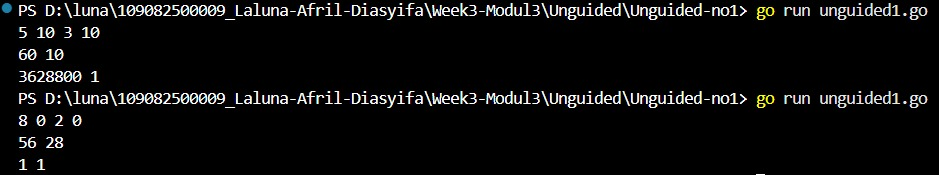 PS D:\luna\109082500009_Laluna-Afril-Diasyifa\Week3-Modul3\Unguided\Unguided-no1> go run unguided1.go
5 10 3 10
60 10
3628800 1
PS D:\luna\109082500009_Laluna-Afril-Diasyifa\Week3-Modul3\Unguided\Unguided-no1> go run unguided1.go
8 0 2 0
56 28
1 1